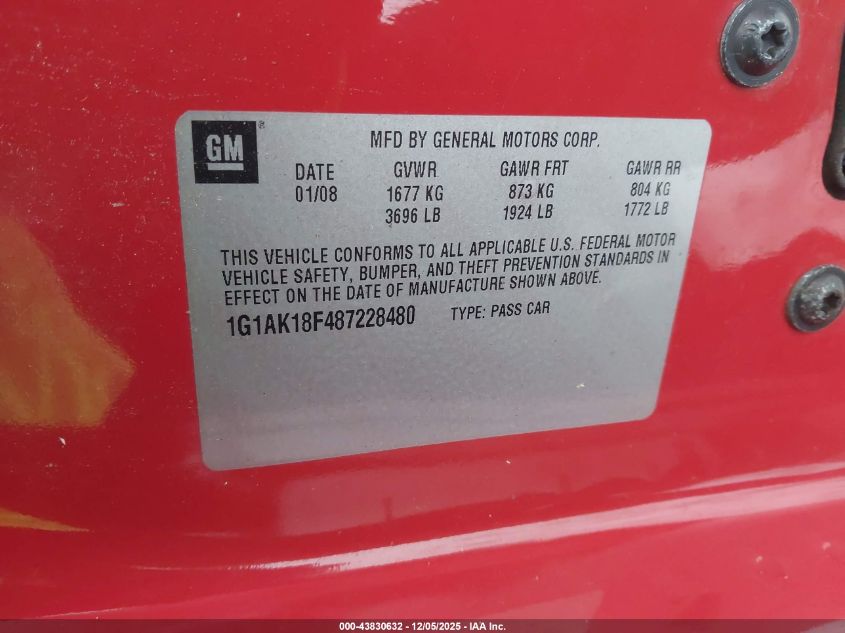 GM
MFD BY GENERAL MOTORS CORP.
DATE GVWR GAWR FRT GAWR RR
01/08 1677 KG 873 KG 804 KG
3696 LB 1924 LB 1772 LB
THIS VEHICLE CONFORMS TO ALL APPLICABLE U.S. FEDERAL MOTOR
VEHICLE SAFETY, BUMPER, AND THEFT PREVENTION STANDARDS IN
EFFECT ON THE DATE OF MANUFACTURE SHOWN ABOVE.
1G1AK18F487228480 TYPE: PASS CAR
000-43830632 - 12/05/2025 - IAA Inc.